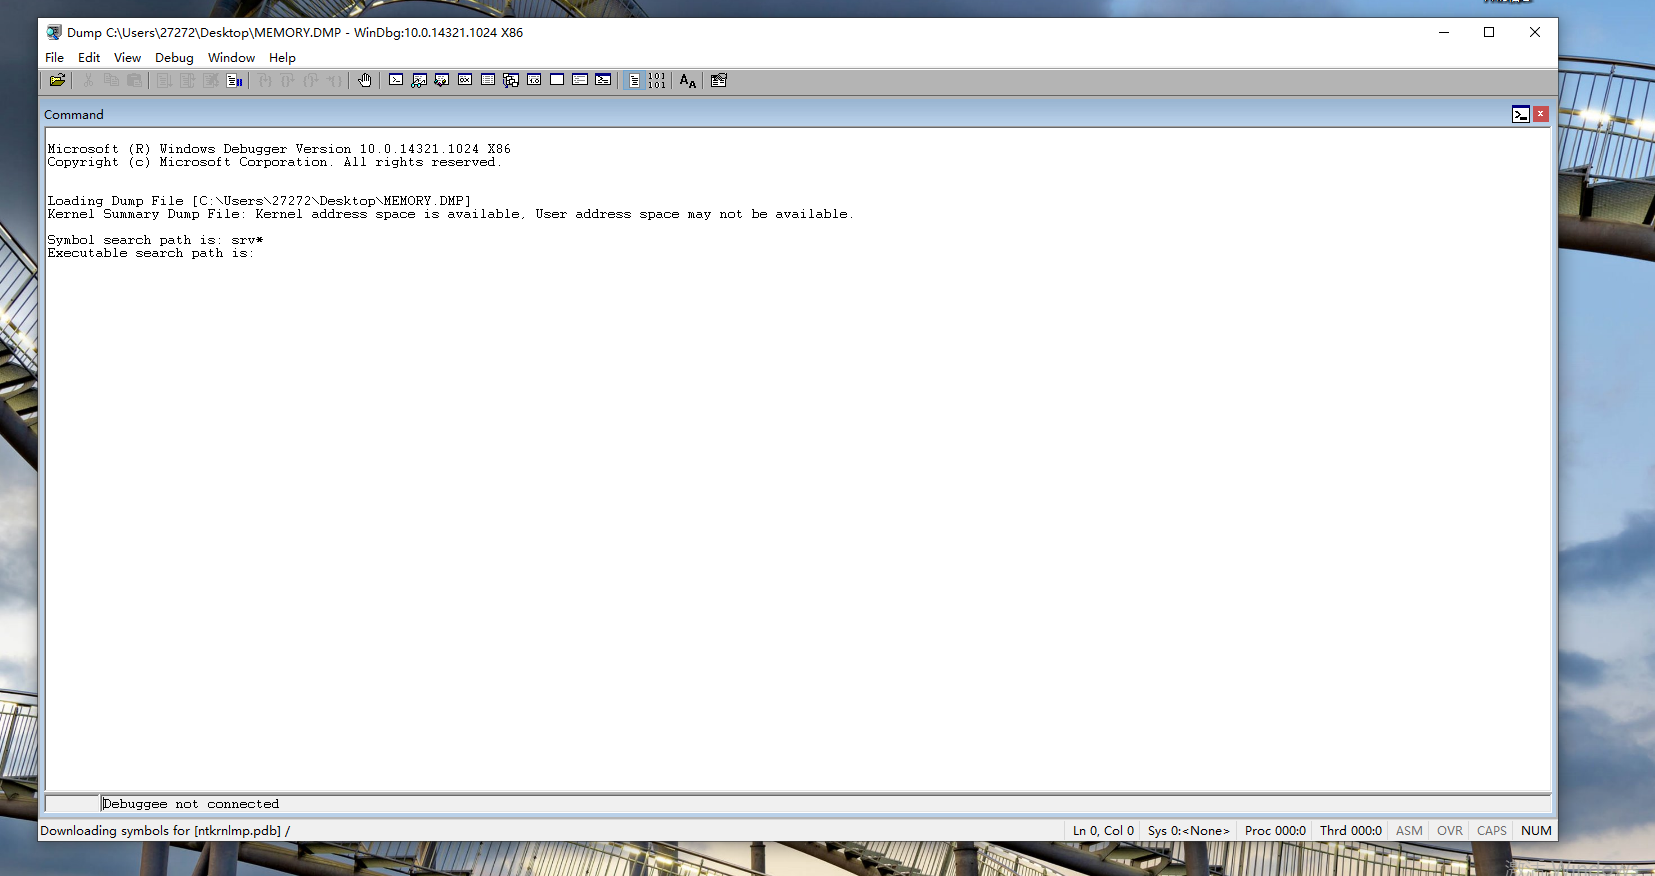 Dump C:\Users\27272\Desktop\MEMORY.DMP - WinDbg:10.0.14321.1024 X86
File Edit View Debug Window Help
Command
Microsoft (R) Windows Debugger Version 10.0.14321.1024 X86
Copyright (c) Microsoft Corporation. All rights reserved.
Loading Dump File [C:\Users\27272\Desktop\MEMORY.DMP]
Kernel Summary Dump File: Kernel address space is available, User address space may not be available.
Symbol search path is: srv*
Executable search path is:
Debuggee not connected
Downloading symbols for [ntkrnlmp.pdb] / Ln 0, Col 0 Sys 0:<None> Proc 000:0 Thrd 000:0 ASM OVR CAPS NUM